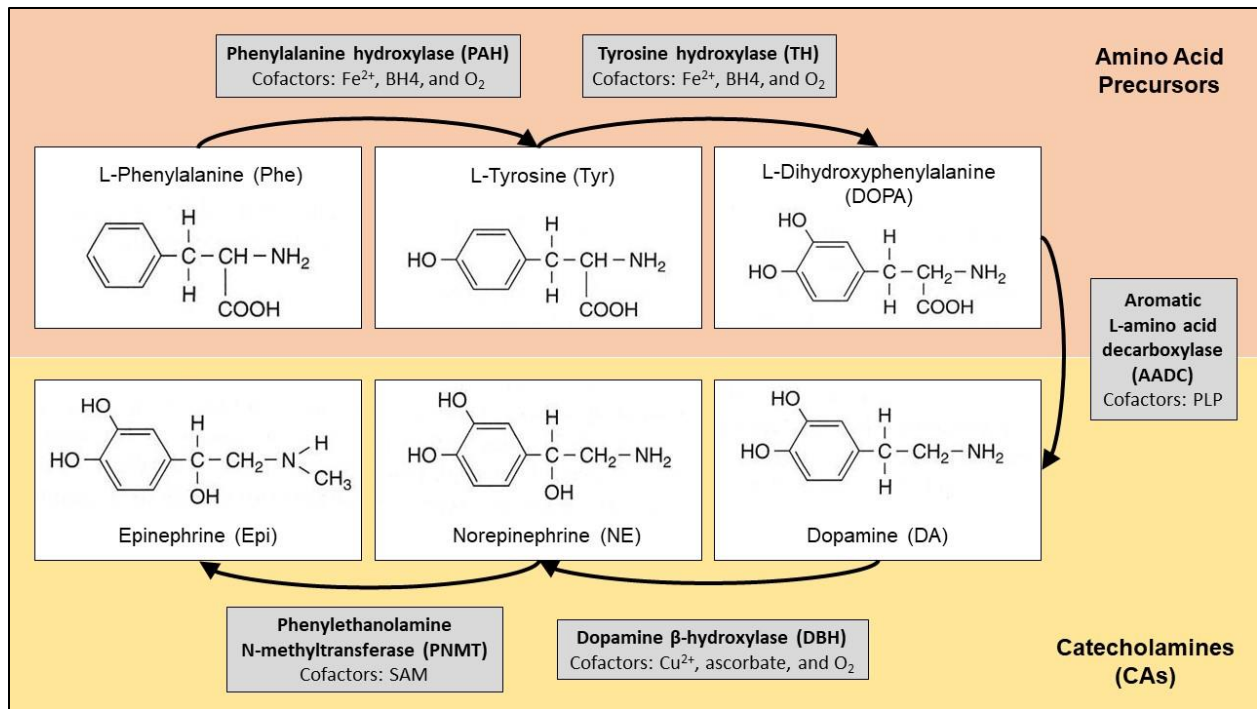 Phenylalanine hydroxylase (PAH)
Cofactors: Fe²⁺, BH4, and O₂
Tyrosine hydroxylase (TH)
Cofactors: Fe²⁺, BH4, and O₂
Amino Acid
Precursors
L-Phenylalanine (Phe)
H
C
CH
NH₂
H
COOH
L-Tyrosine (Tyr)
HO
H
C
CH
NH₂
H
COOH
L-Dihydroxyphenylalanine
(DOPA)
HO
HO
H
C
CH₂
NH₂
H
COOH
Aromatic
L-amino acid
decarboxylase
(AADC)
Cofactors: PLP
HO
HO
H
C
CH₂
N
H
CH₃
OH
Epinephrine (Epi)
HO
HO
H
C
CH₂
NH₂
OH
Norepinephrine (NE)
HO
HO
H
C
CH₂
NH₂
H
Dopamine (DA)
Phenylethanolamine
N-methyltransferase (PNMT)
Cofactors: SAM
Dopamine β-hydroxylase (DBH)
Cofactors: Cu²⁺, ascorbate, and O₂
Catecholamines
(CAs)